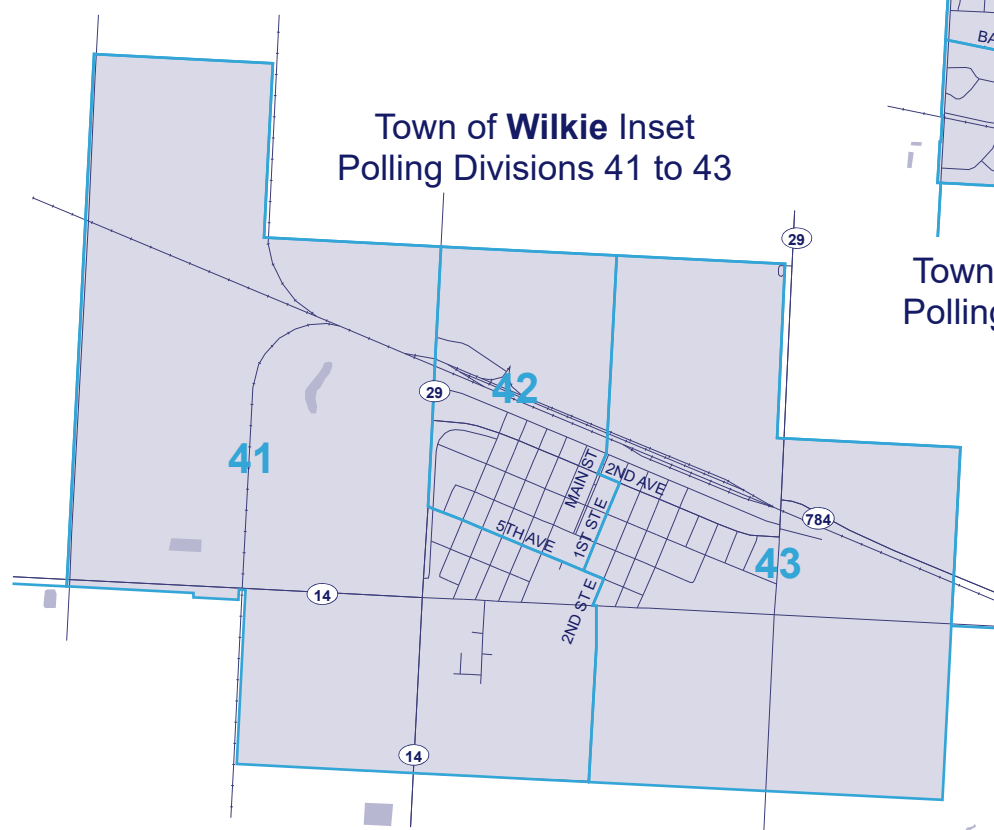 BA
Town of Wilkie Inset
Polling Divisions 41 to 43
29
Town
Polling
29
42
41
MAIN ST
2ND AVE
1ST ST E
5TH AVE
784
43
14
2ND ST E
14